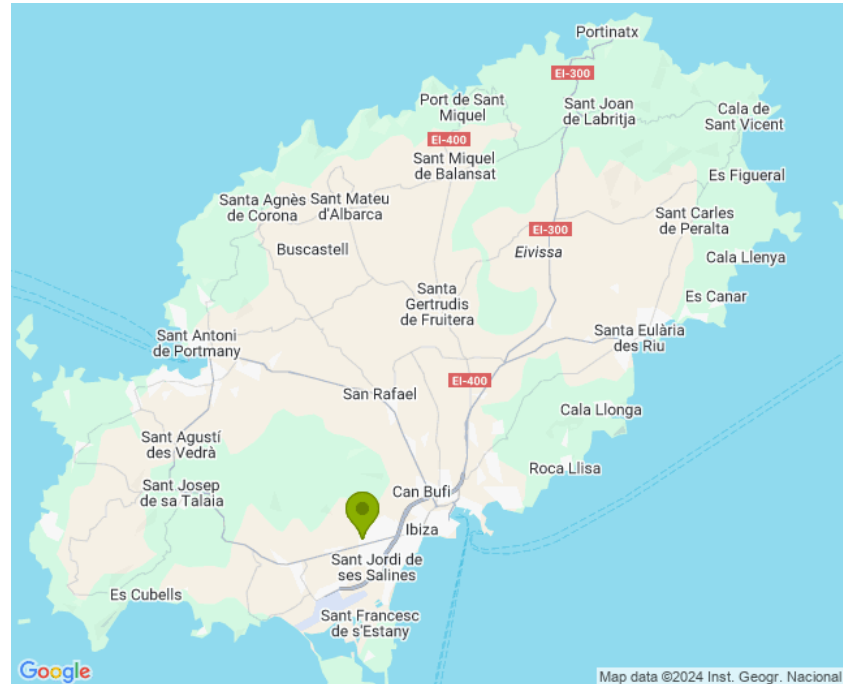 Portinatx
EI-300
Port de Sant
Miquel
Sant Joan
de Labritja
Cala de
Sant Vicent
EI-400
Sant Miquel
de Balansat
Es Figueral
Santa Agnès
de Corona
Sant Mateu
d'Albarca
Sant Carles
de Peralta
EI-300
Buscastell
Eivissa
Cala Llenya
Santa
Gertrudis
de Fruitera
Es Canar
Sant Antoni
de Portmany
Santa Eulària
des Riu
EI-400
San Rafael
Cala Llonga
Sant Agustí
des Vedrà
Roca Llisa
Sant Josep
de sa Talaia
Can Bufí
Ibiza
Sant Jordi de
ses Salines
Es Cubells
Sant Francesc
de s'Estany
Google
Map data ©2024 Inst. Geogr. Nacional